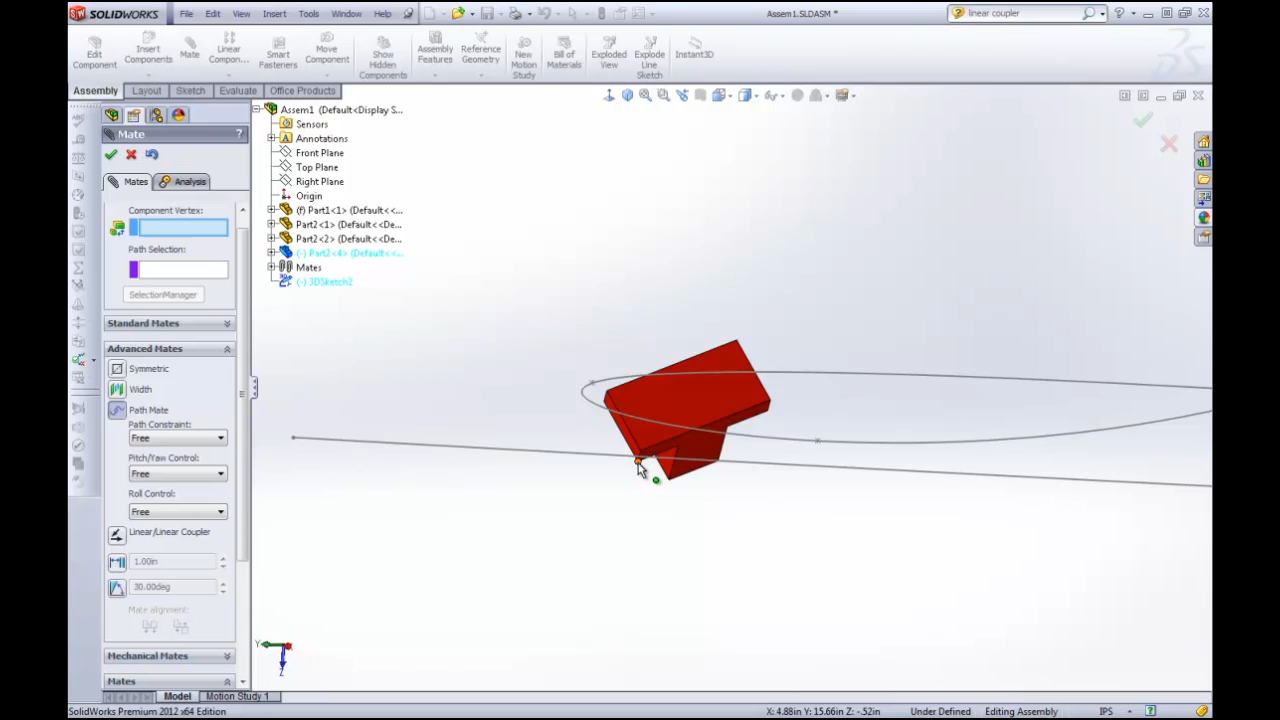 SOLIDWORKS File Edit View Insert Tools Window Help Assem1.SLDASM * linear coupler
Edit Component Insert Components Mate Linear Compon... Smart Fasteners Move Component Show Hidden Components Assembly Features Reference Geometry New Motion Study Bill of Materials Exploded View Explode Line Sketch Instant3D
Assembly Layout Sketch Evaluate Office Products
Assem1 (Default<Display S...
Sensors
Mate ?
Annotations
Front Plane
Top Plane
Mates Analysis
Right Plane
Origin
Component Vertex:
(f) Part1<1> (Default<<...
Part2<1> (Default<<De...
Part2<2> (Default<<De...
Path Selection:
(-) Part2<4> (Default<<...
Mates
(-) 3DSketch2
SelectionManager
Standard Mates
Advanced Mates
Symmetric
Width
Path Mate
Path Constraint:
Free
Pitch/Yaw Control:
Free
Roll Control:
Free
Linear/Linear Coupler
1.00in
30.00deg
Mate alignment:
Mechanical Mates
Mates
Y
Z
Model Motion Study 1
SolidWorks Premium 2012 x64 Edition X: 4.88in Y: 15.66in Z: -.52in Under Defined Editing Assembly IPS